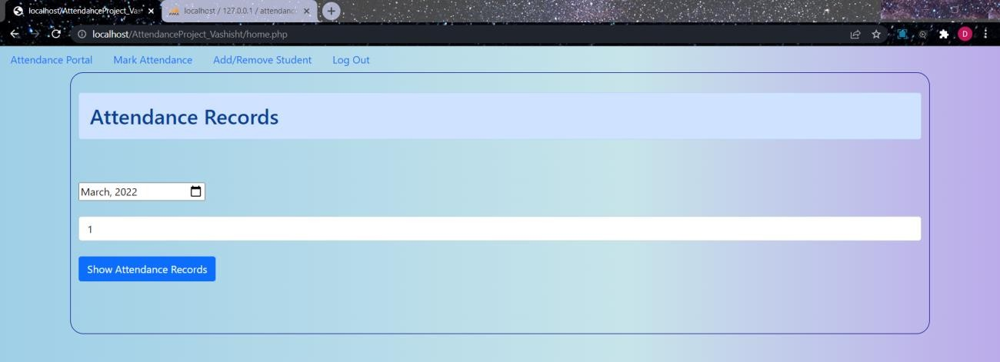 localhost/AttendanceProject_Vas
localhost / 127.0.0.1 / attendanc
localhost/AttendanceProject_Vashisht/home.php
D
Attendance Portal Mark Attendance Add/Remove Student Log Out
Attendance Records
March, 2022
1
Show Attendance Records